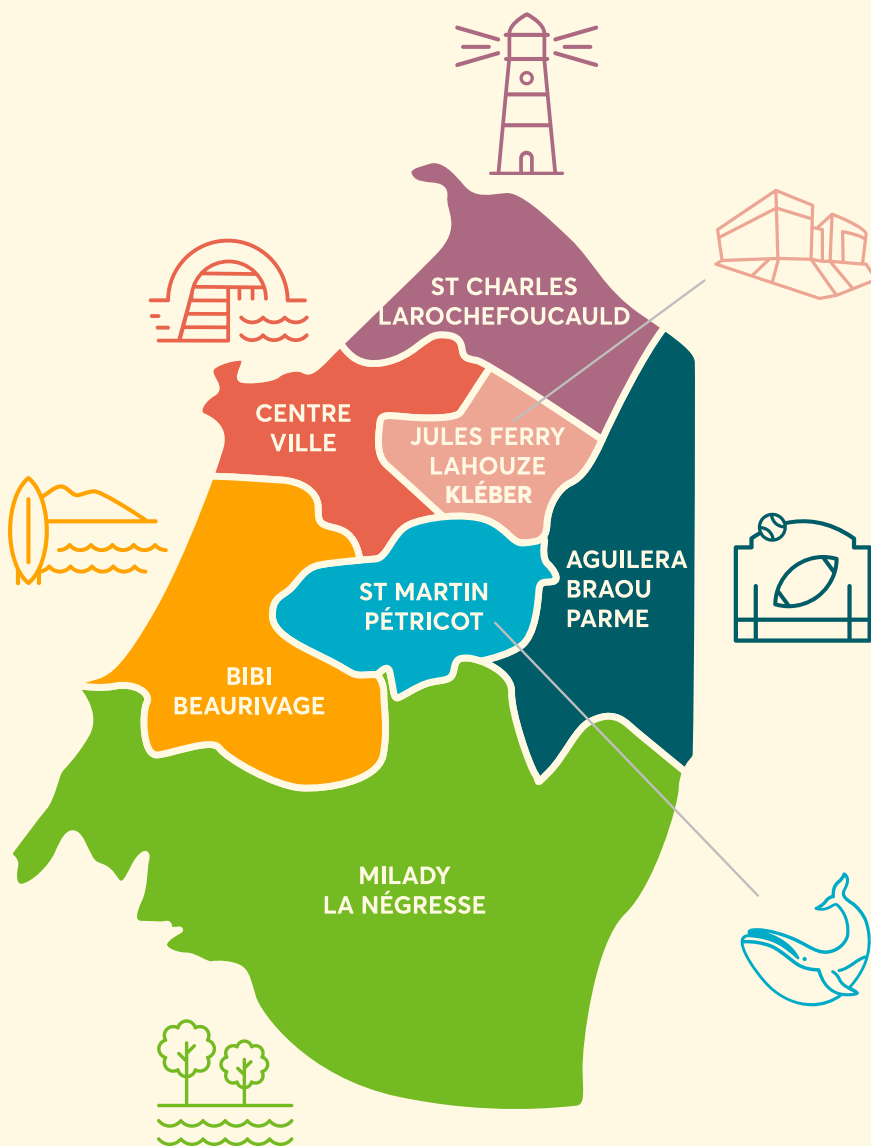 ST CHARLES
LAROCHEFOUCAULD
CENTRE
VILLE
JULES FERRY
LAHOUZE
KLÉBER
AGUILERA
BRAOU
PARME
ST MARTIN
PÉTRICOT
BIBI
BEAURIVAGE
MILADY
LA NÉGRESSE